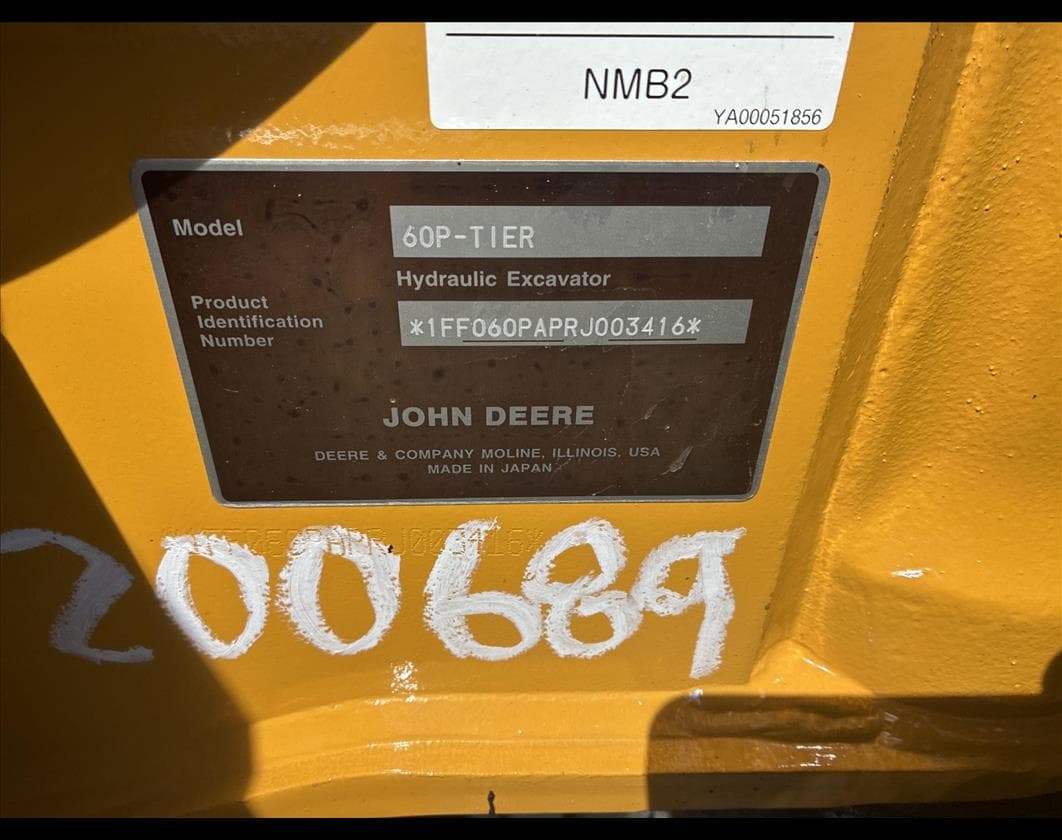 NMB2
YA00051856
Model
60P-TIER
Hydraulic Excavator
Product
Identification
Number
*1FF060PAPRJ003416*
JOHN DEERE
DEERE & COMPANY MOLINE, ILLINOIS, USA
MADE IN JAPAN
200689